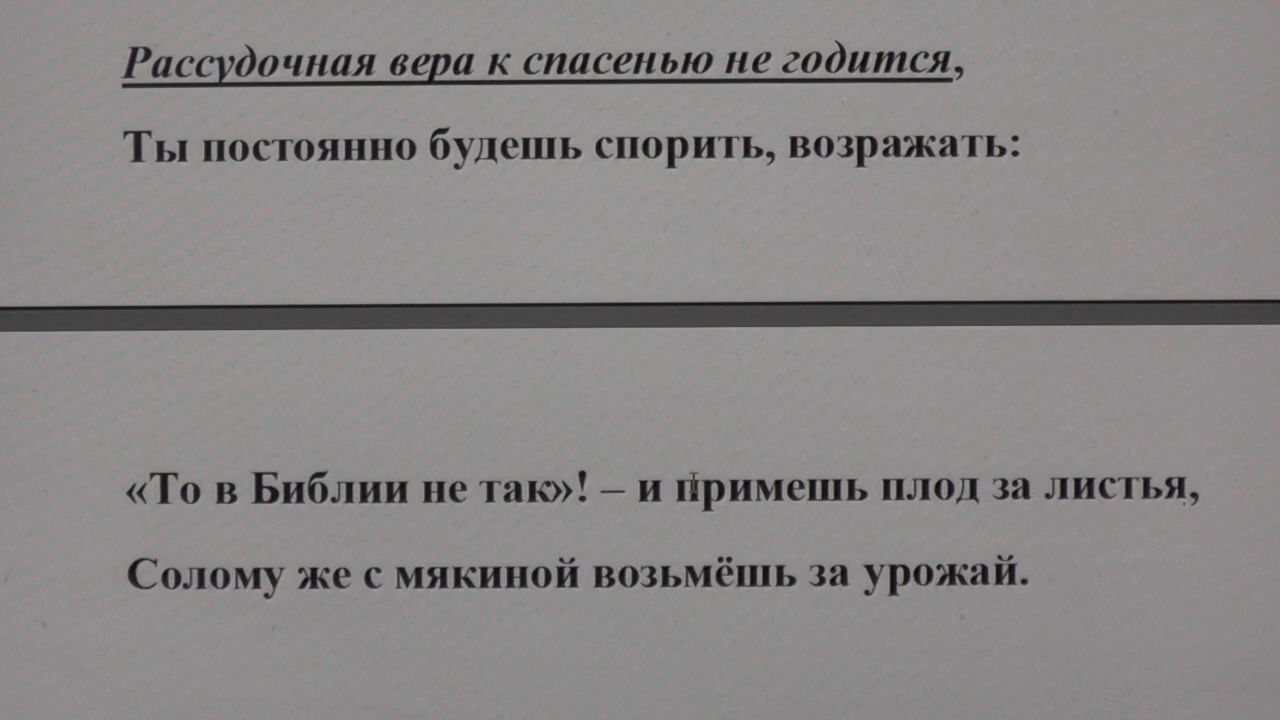 Рассудочная вера к спасенью не годится,
Ты постоянно будешь спорить, возражать:
«То в Библии не так»! – и примешь плод за листья,
Солому же с мякиной возьмёшь за урожай.